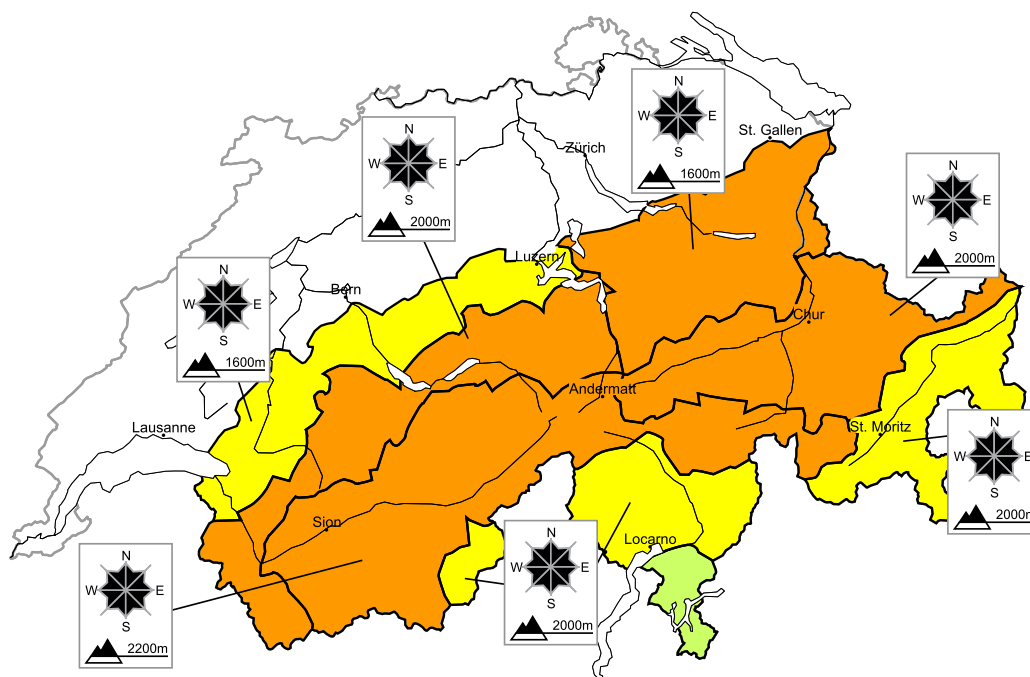 N
W E
S
1600m
St. Gallen
Zürich
N
W E
S
2000m
N
W E
S
2000m
Luzern
N
W E
S
1600m
Bern
Chur
Andermatt
Lausanne
St. Moritz
N
W E
S
2000m
Sion
Locarno
N
W E
S
2000m
N
W E
S
2200m